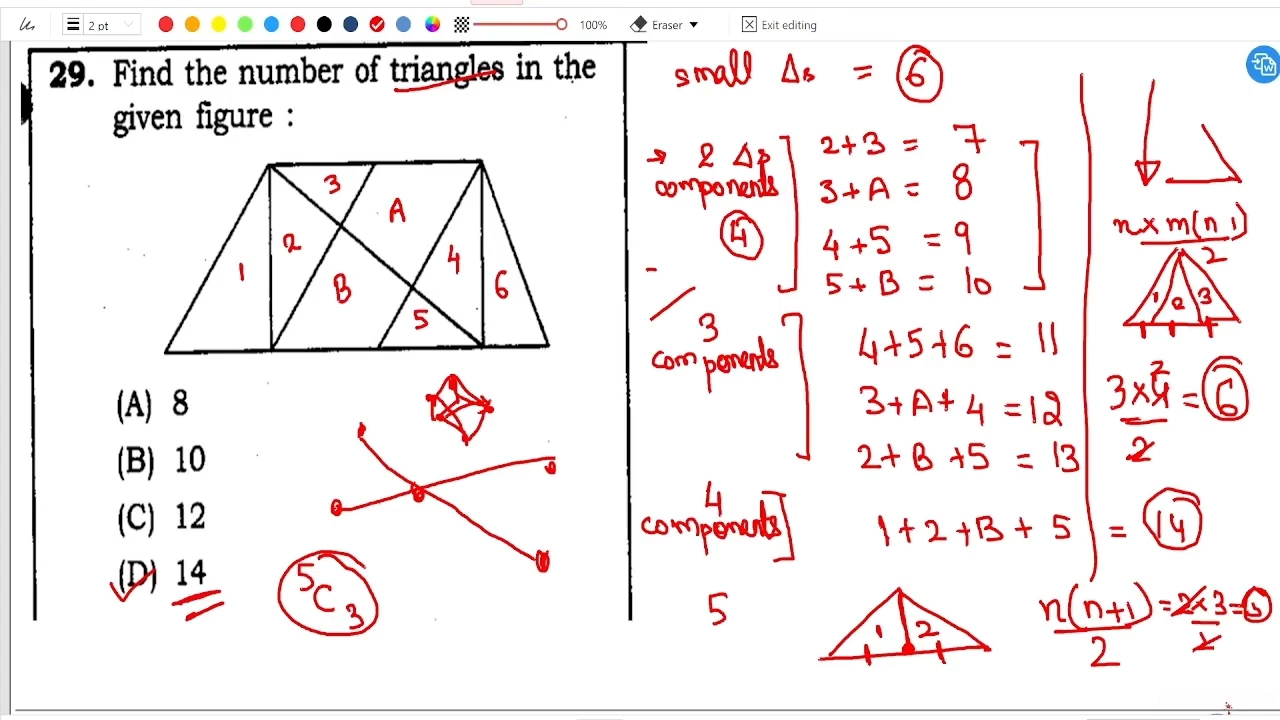 2 pt
100%
Eraser
Exit editing
29. Find the number of triangles in the
given figure :
1
2
3
A
B
4
5
6
(A) 8
(B) 10
(C) 12
(D) 14
5C3
small Δs = 6
→ 2 Δs
components
4
2+3 = 7
3+A = 8
4+5 = 9
5+B = 10
3
components
4+5+6 = 11
3+A+4 = 12
2+B+5 = 13
4
components
1+2+B+5 = 14
5
1 2
n(n+1) = 2×3 =
2
1 2 3
3×4 = 6
2